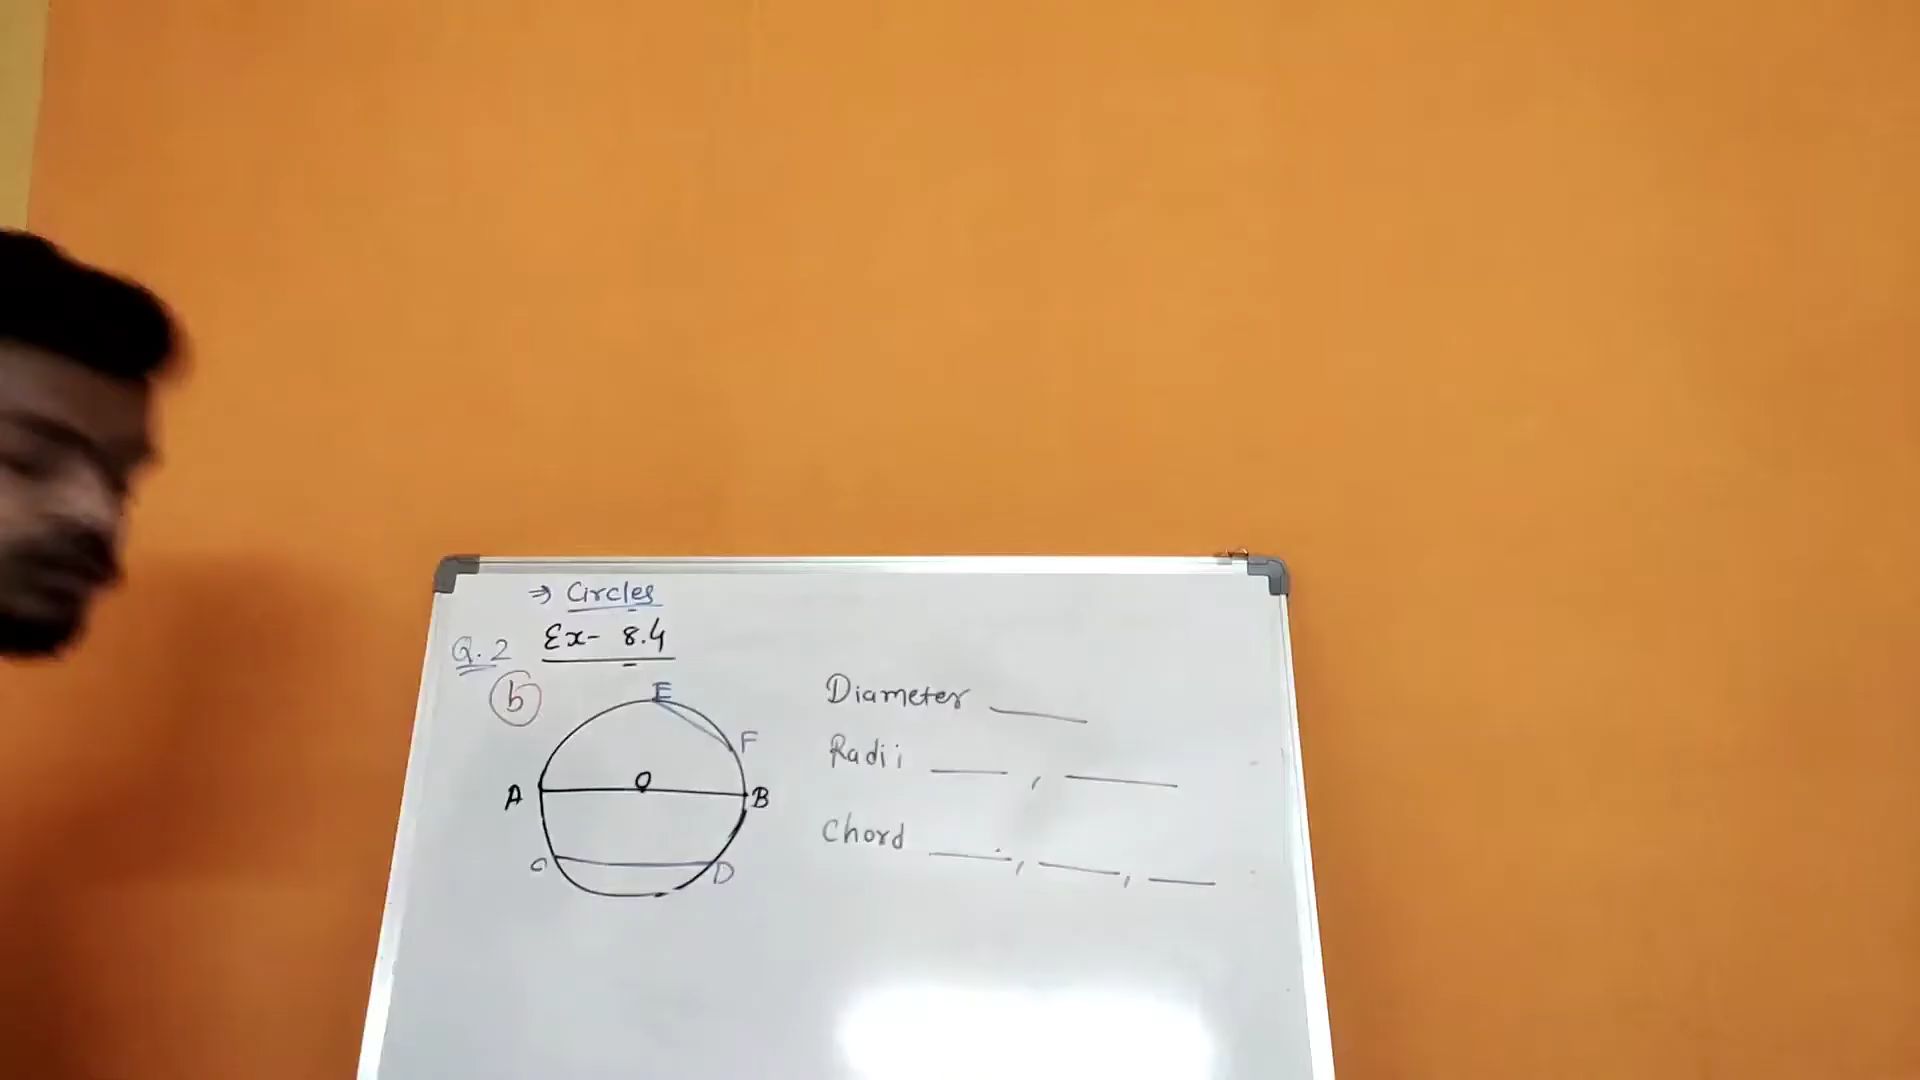 ⇒ Circles
Ex- 8.4
Q.2
b
E
F
A
O
B
C
D
Diameter ____
Radii ____ , ____
Chord ____ , ____ , ____